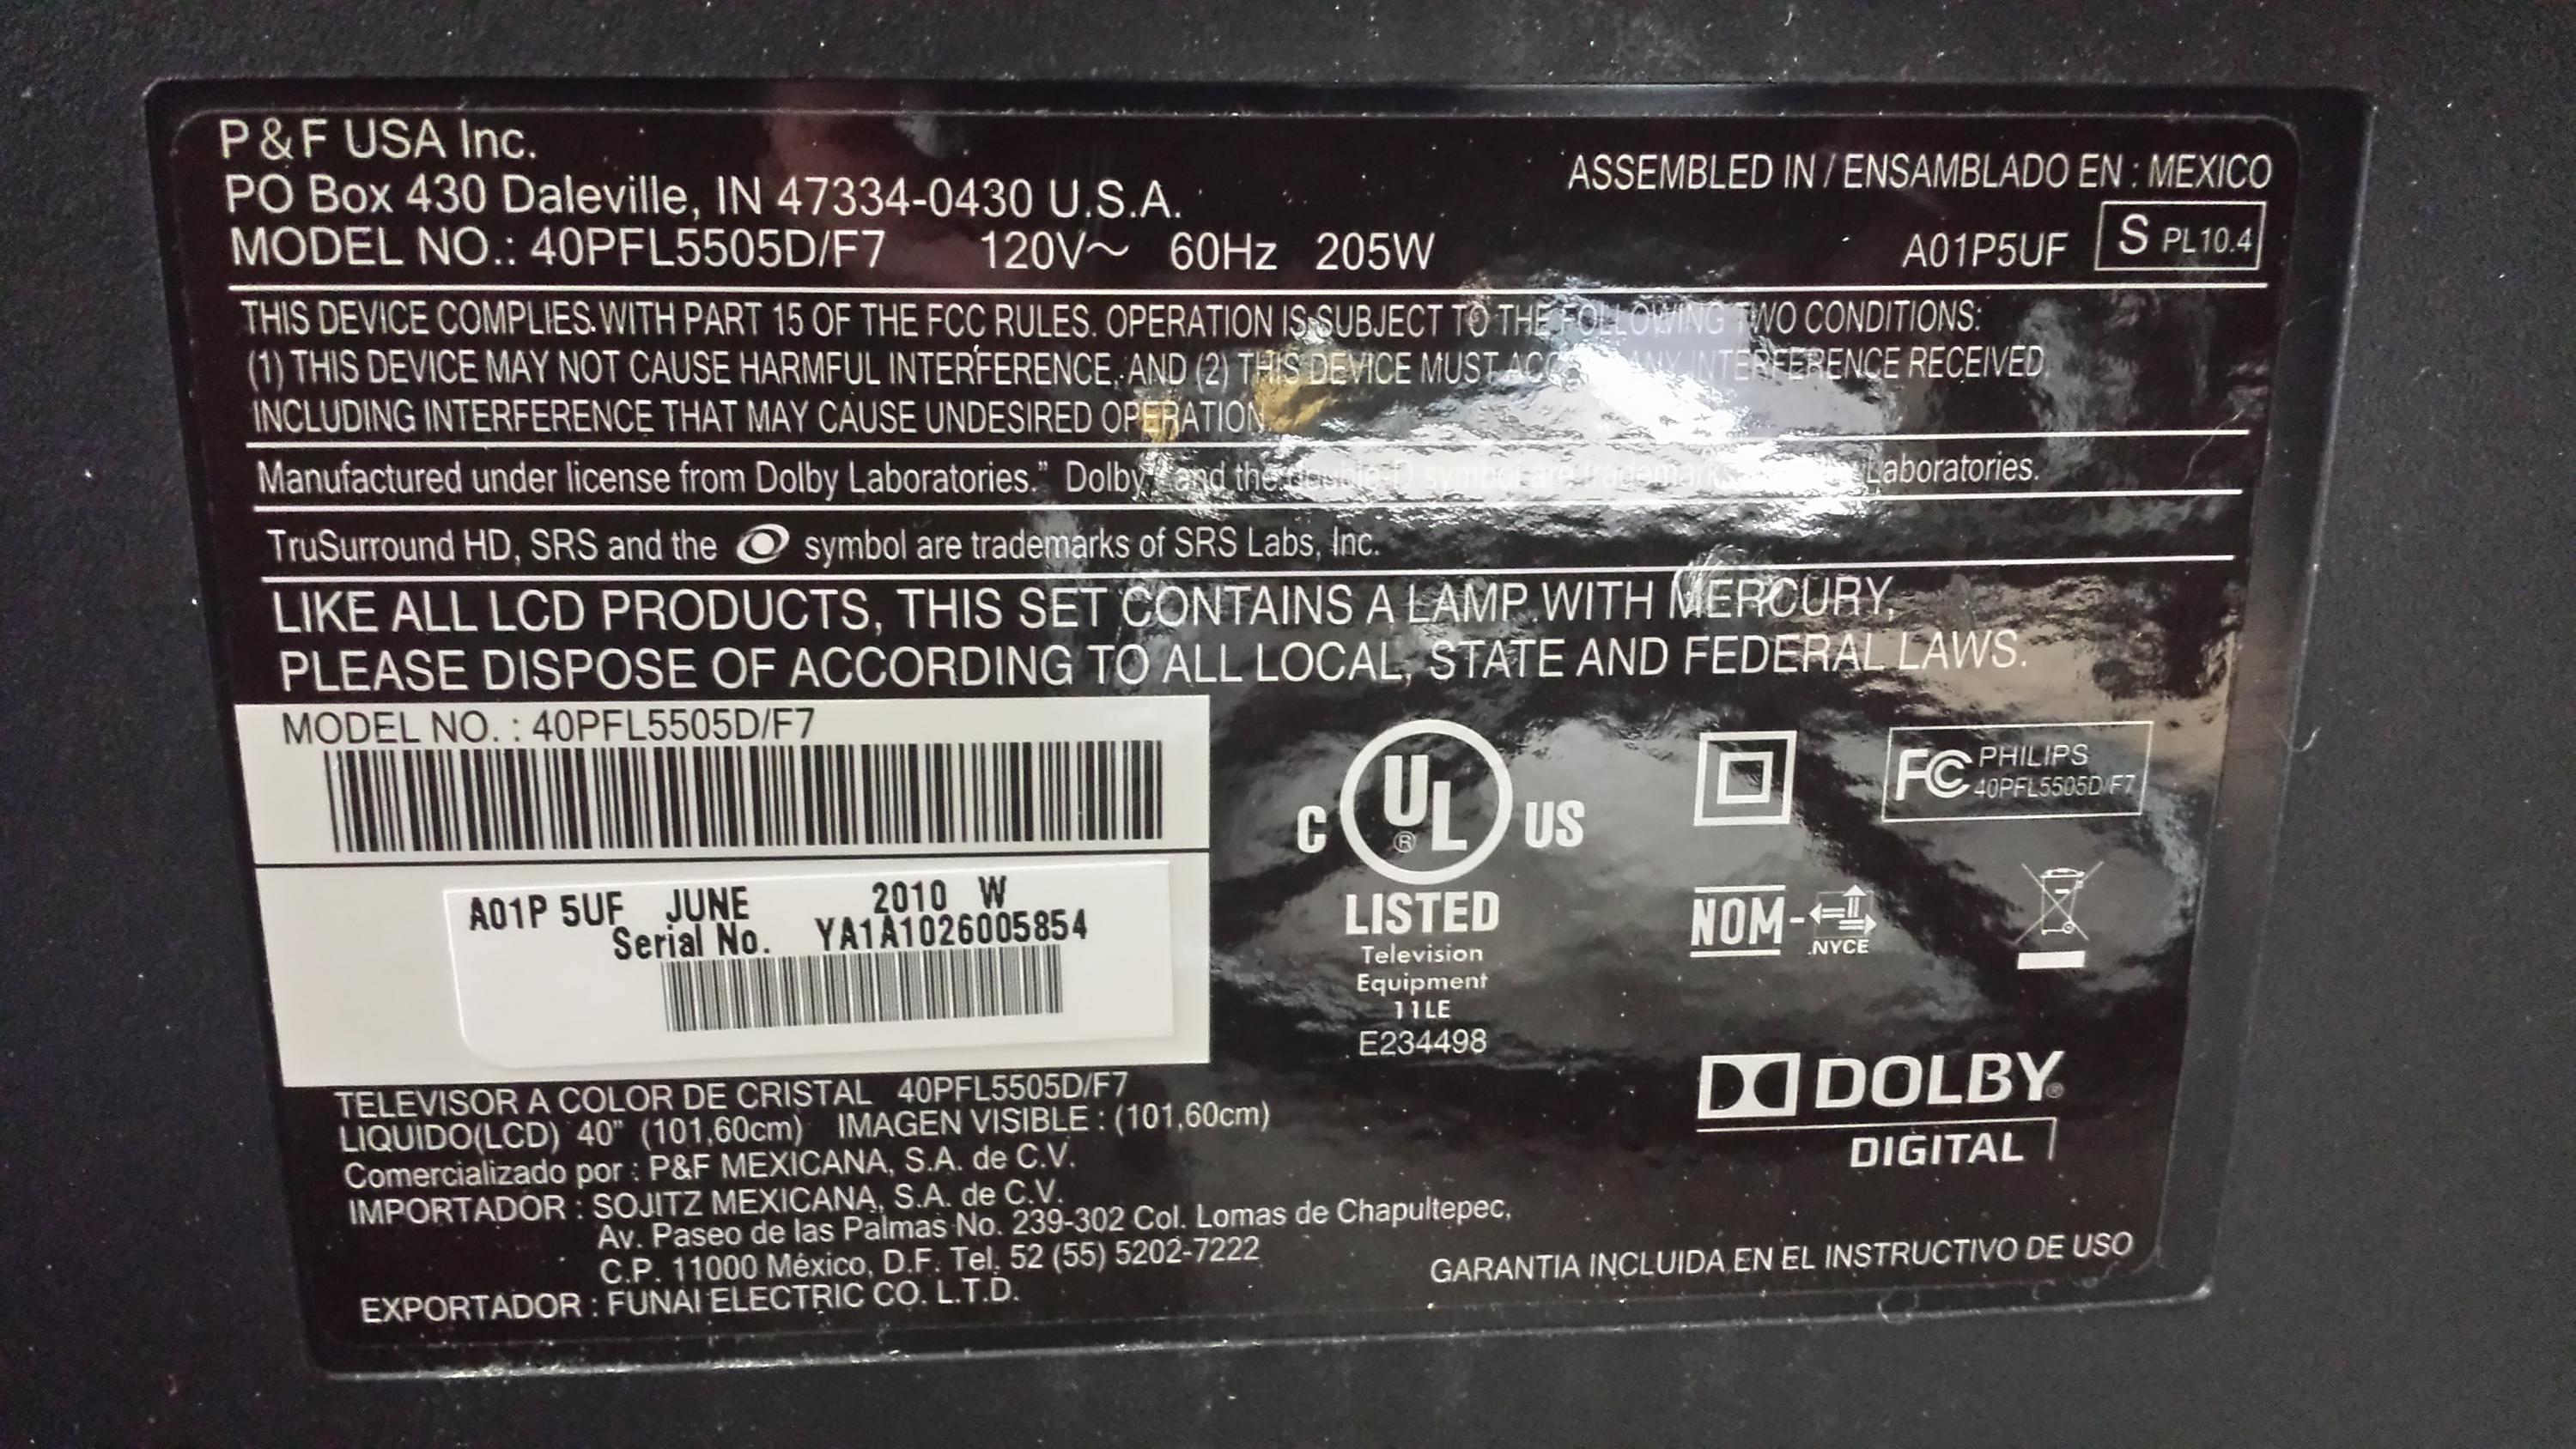 P & F USA Inc.
PO Box 430 Daleville, IN 47334-0430 U.S.A.
MODEL NO.: 40PFL5505D/F7 120V~ 60Hz 205W
ASSEMBLED IN / ENSAMBLADO EN : MEXICO
A01P5UF S PL10.4
THIS DEVICE COMPLIES WITH PART 15 OF THE FCC RULES. OPERATION IS SUBJECT TO THE FOLLOWING TWO CONDITIONS:
(1) THIS DEVICE MAY NOT CAUSE HARMFUL INTERFERENCE, AND (2) THIS DEVICE MUST ANY INTERFERENCE RECEIVED,
INCLUDING INTERFERENCE THAT MAY CAUSE UNDESIRED OPERATION
Manufactured under license from Dolby Laboratories.” Dolby” and the double-D symbol are Laboratories.
TruSurround HD, SRS and the symbol are trademarks of SRS Labs, Inc.
LIKE ALL LCD PRODUCTS, THIS SET CONTAINS A LAMP WITH MERCURY,
PLEASE DISPOSE OF ACCORDING TO ALL LOCAL, STATE AND FEDERAL LAWS.
MODEL NO. : 40PFL5505D/F7
A01P 5UF JUNE 2010 W
Serial No. YA1A1026005854
C UL ® US
LISTED
Television
Equipment
11LE
E234498
FC PHILIPS
40PFL5505D/F7
NOM-
NYCE
DOLBY®
DIGITAL
TELEVISOR A COLOR DE CRISTAL 40PFL5505D/F7
LIQUIDO(LCD) 40” (101,60cm) IMAGEN VISIBLE : (101,60cm)
Comercializado por : P&F MEXICANA, S.A. de C.V.
IMPORTADOR : SOJITZ MEXICANA, S.A. de C.V.
Av. Paseo de las Palmas No. 239-302 Col. Lomas de Chapultepec,
C.P. 11000 México, D.F. Tel. 52 (55) 5202-7222
EXPORTADOR : FUNAI ELECTRIC CO. L.T.D.
GARANTIA INCLUIDA EN EL INSTRUCTIVO DE USO